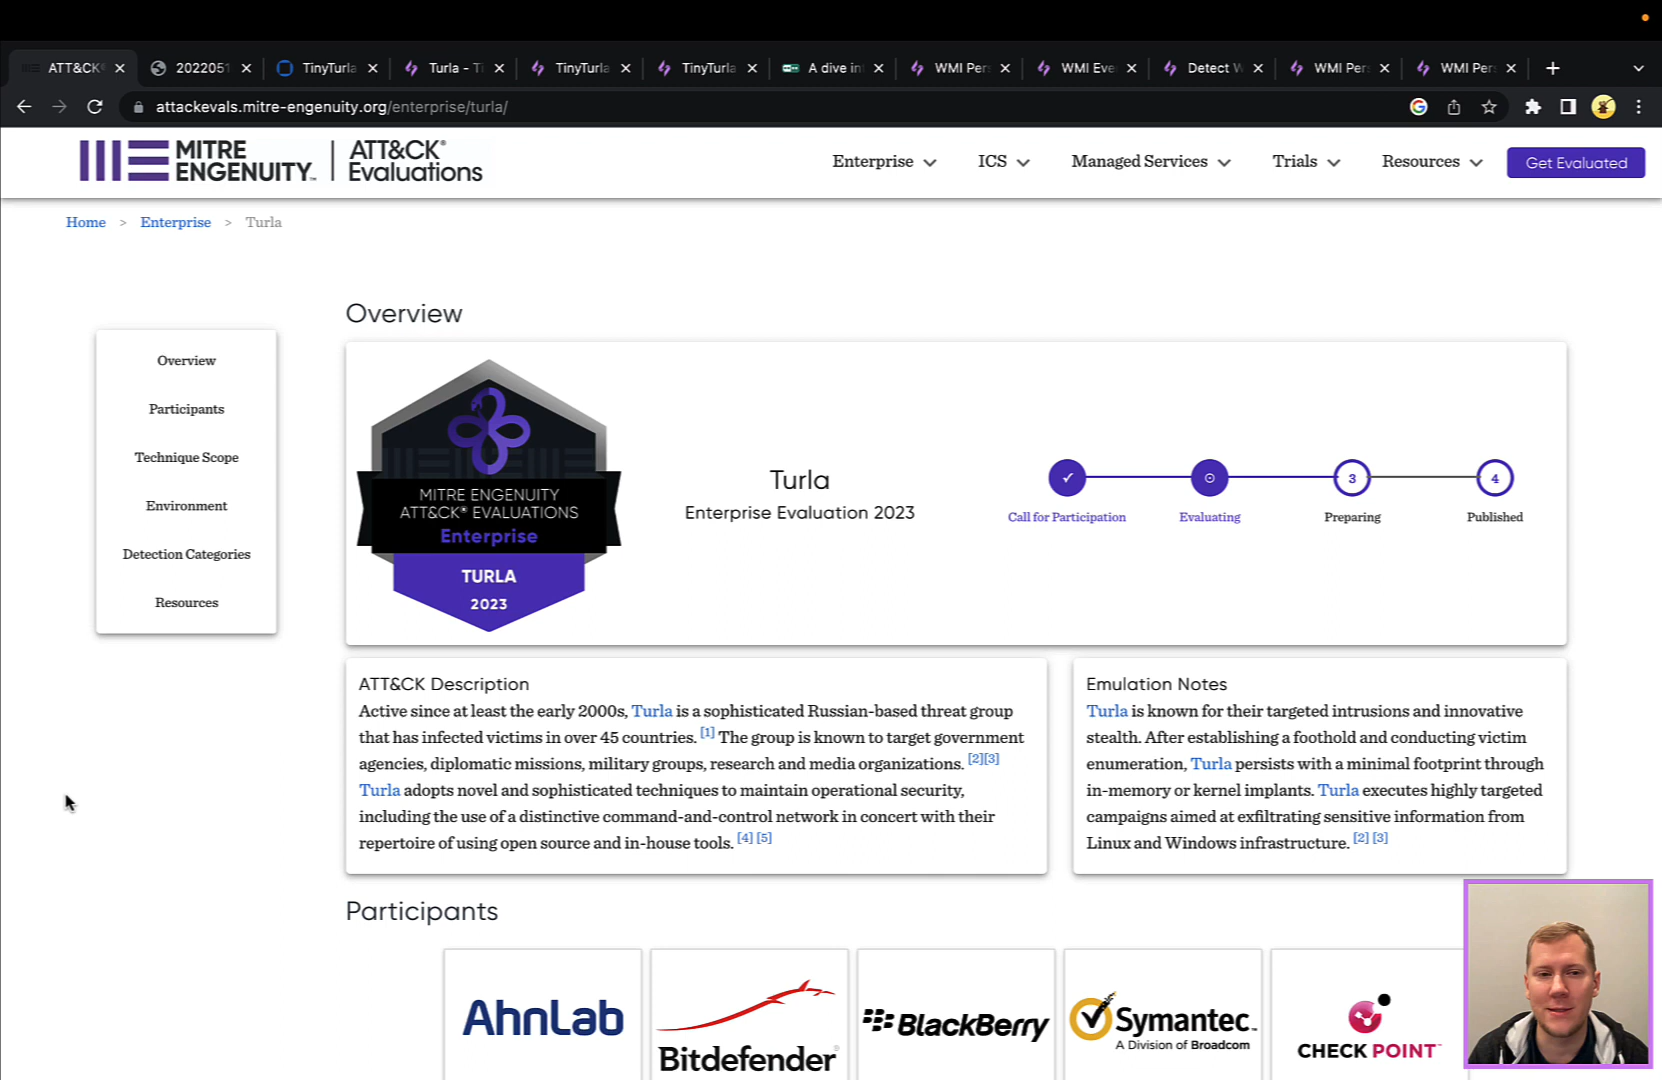 ATT&CK®
2022051
TinyTurla
Turla - Ti
TinyTurla
TinyTurla
A dive in
WMI Per
WMI Eve
Detect W
WMI Per
WMI Per
attackevals.mitre-engenuity.org/enterprise/turla/
MITRE ENGENUITY™ | ATT&CK® Evaluations
Enterprise
ICS
Managed Services
Trials
Resources
Get Evaluated
Home > Enterprise > Turla
Overview
Participants
Technique Scope
Environment
Detection Categories
Resources
Overview
MITRE ENGENUITY
ATT&CK® EVALUATIONS
Enterprise
TURLA
2023
Turla
Enterprise Evaluation 2023
3
4
Call for Participation
Evaluating
Preparing
Published
ATT&CK Description
Active since at least the early 2000s, Turla is a sophisticated Russian-based threat group
that has infected victims in over 45 countries. [1] The group is known to target government
agencies, diplomatic missions, military groups, research and media organizations. [2][3]
Turla adopts novel and sophisticated techniques to maintain operational security,
including the use of a distinctive command-and-control network in concert with their
repertoire of using open source and in-house tools. [4] [5]
Emulation Notes
Turla is known for their targeted intrusions and innovative
stealth. After establishing a foothold and conducting victim
enumeration, Turla persists with a minimal footprint through
in-memory or kernel implants. Turla executes highly targeted
campaigns aimed at exfiltrating sensitive information from
Linux and Windows infrastructure. [2] [3]
Participants
AhnLab
Bitdefender®
BlackBerry
Symantec™
A Division of Broadcom
CHECK POINT™